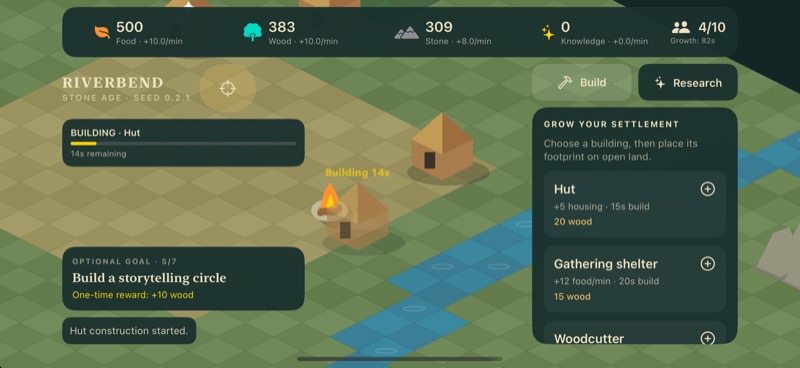 500
Food · +10.0/min
383
Wood · +10.0/min
309
Stone · +8.0/min
0
Knowledge · +0.0/min
4/10
Growth: 82s
RIVERBEND
STONE AGE · SEED 0.2.1
Build
Research
BUILDING · Hut
14s remaining
Building 14s
OPTIONAL GOAL · 5/7
Build a storytelling circle
One-time reward: +10 wood
Hut construction started.
GROW YOUR SETTLEMENT
Choose a building, then place its
footprint on open land.
Hut
+5 housing · 15s build
20 wood
Gathering shelter
+12 food/min · 20s build
15 wood
Woodcutter